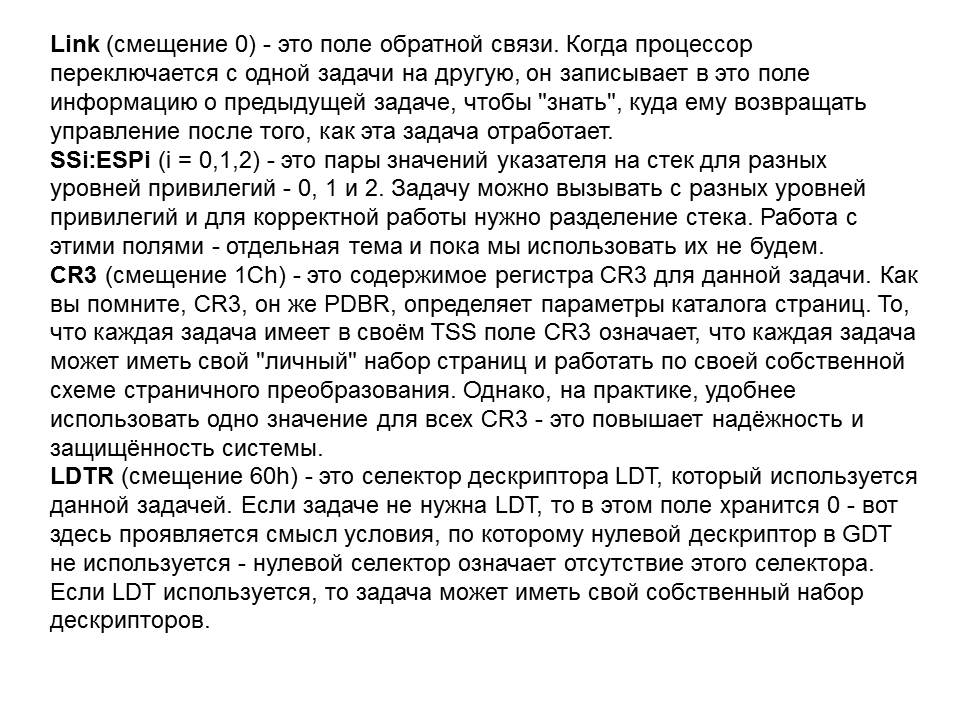 Link (смещение 0) - это поле обратной связи. Когда процессор
переключается с одной задачи на другую, он записывает в это поле
информацию о предыдущей задаче, чтобы "знать", куда ему возвращать
управление после того, как эта задача отработает.
SSi:ESPi (i = 0,1,2) - это пары значений указателя на стек для разных
уровней привилегий - 0, 1 и 2. Задачу можно вызывать с разных уровней
привилегий и для корректной работы нужно разделение стека. Работа с
этими полями - отдельная тема и пока мы использовать их не будем.
CR3 (смещение 1Ch) - это содержимое регистра CR3 для данной задачи. Как
вы помните, CR3, он же PDBR, определяет параметры каталога страниц. То,
что каждая задача имеет в своём TSS поле CR3 означает, что каждая задача
может иметь свой "личный" набор страниц и работать по своей собственной
схеме страничного преобразования. Однако, на практике, удобнее
использовать одно значение для всех CR3 - это повышает надёжность и
защищённость системы.
LDTR (смещение 60h) - это селектор дескриптора LDT, который используется
данной задачей. Если задаче не нужна LDT, то в этом поле хранится 0 - вот
здесь проявляется смысл условия, по которому нулевой дескриптор в GDT
не используется - нулевой селектор означает отсутствие этого селектора.
Если LDT используется, то задача может иметь свой собственный набор
дескрипторов.